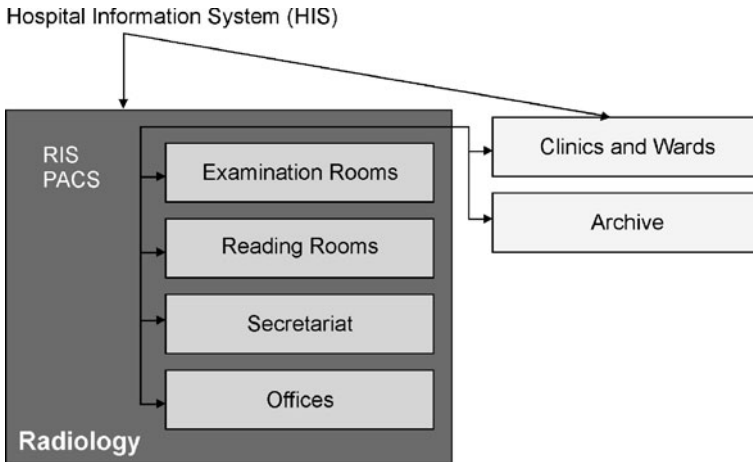 Hospital Information System (HIS)
RIS
PACS
Examination Rooms
Reading Rooms
Secretariat
Offices
Radiology
Clinics and Wards
Archive